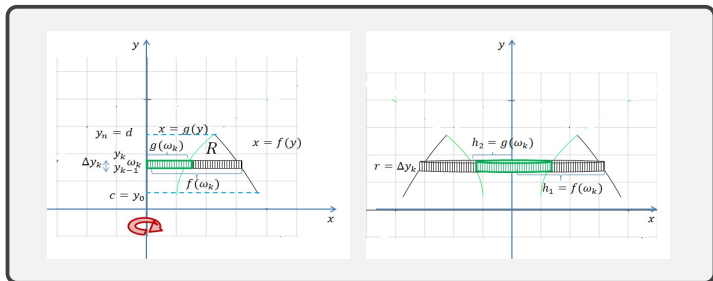 y
y_n = d
x = g(y)
g(ω_k)
R
x = f(y)
y_k
Δy_k
ω_k
y_{k−1}
f(ω_k)
c = y_0
x
y
h_2 = g(ω_k)
r = Δy_k
h_1 = f(ω_k)
x